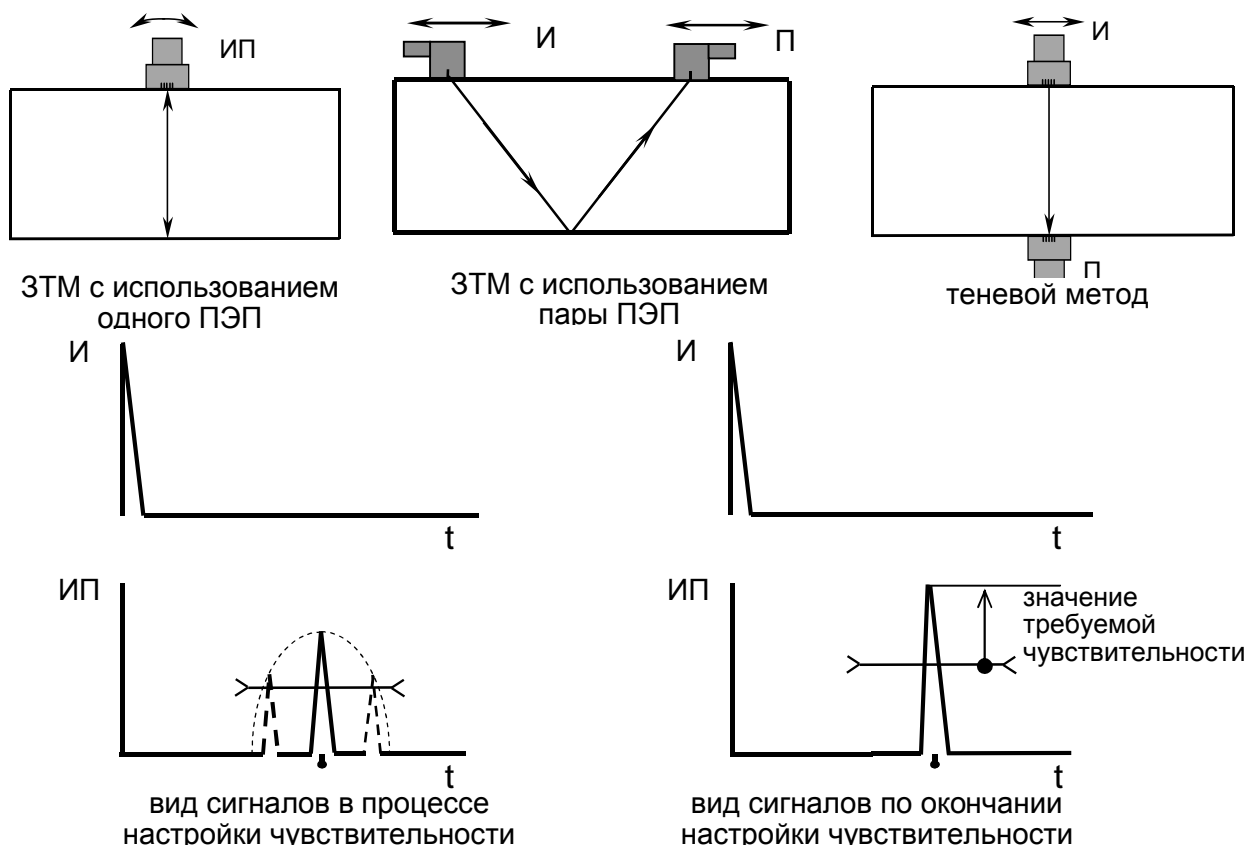 ИП
И
П
И
П
ЗТМ с использованием
одного ПЭП
ЗТМ с использованием
пары ПЭП
теневой метод
И
t
И
t
ИП
t
ИП
значение
требуемой
чувствительности
t
вид сигналов в процессе
настройки чувствительности
вид сигналов по окончании
настройки чувствительности